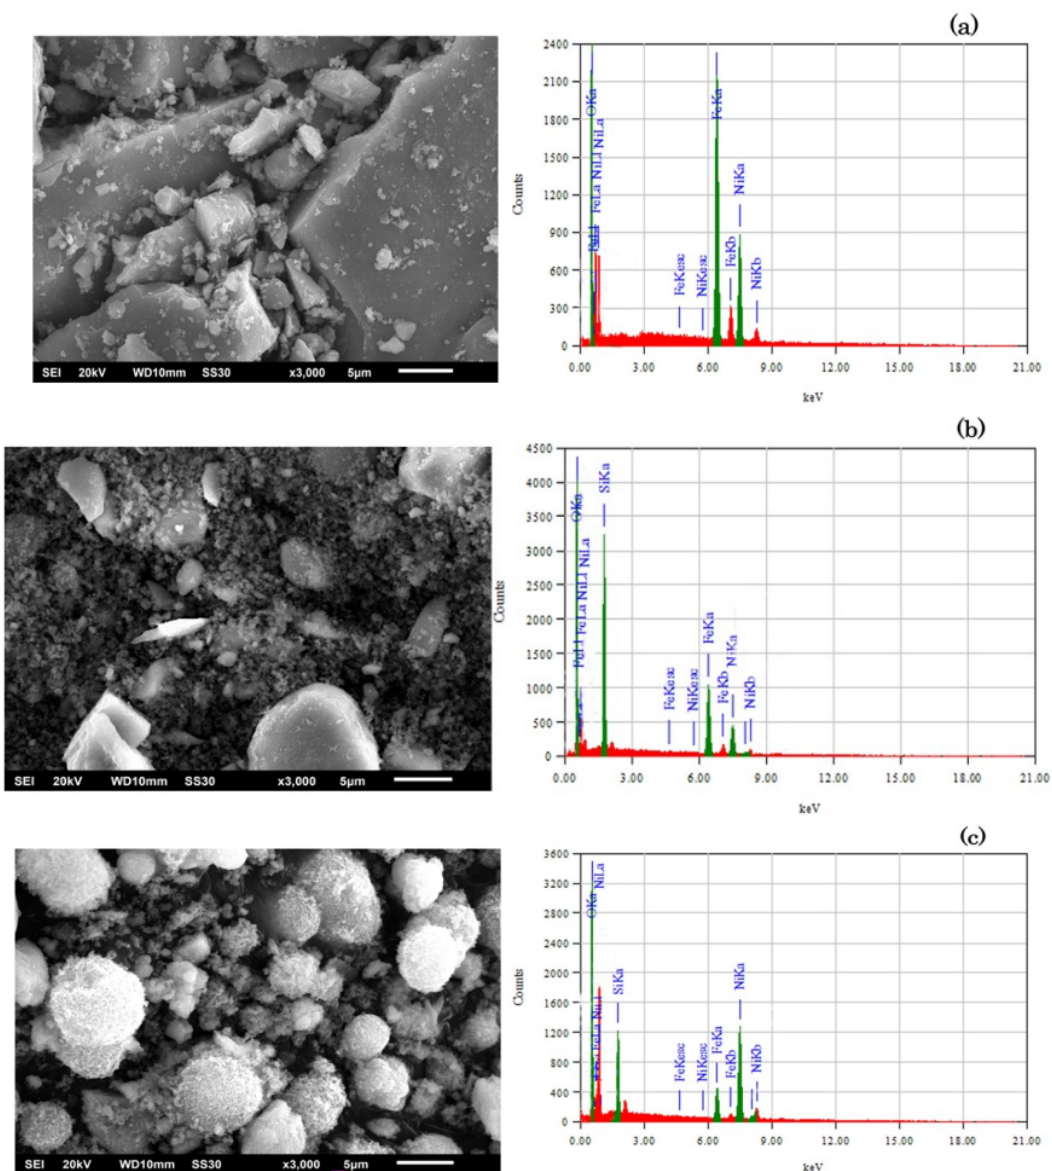 (a)
2400
2100
1800
1500
1200
900
600
300
0
Counts
OKa
FeLl FeLa NiLl NiLa
FeKesc
NiKesc
FeKa
FeKb
NiKa
NiKb
0.00 3.00 6.00 9.00 12.00 15.00 18.00 21.00
keV
SEI 20kV WD10mm SS30 x3,000 5µm
(b)
4500
4000
3500
3000
2500
2000
1500
1000
500
0
Counts
OKa
FeLl FeLa NiLl NiLa
SiKa
FeKesc
NiKesc
FeKa
FeKb
NiKa
NiKb
0.00 3.00 6.00 9.00 12.00 15.00 18.00 21.00
keV
SEI 20kV WD10mm SS30 x3,000 5µm
(c)
3600
3200
2800
2400
2000
1600
1200
800
400
0
Counts
OKa
FeLa NiLl NiLa
SiKa
FeKesc
NiKesc
FeKa
FeKb
NiKa
NiKb
0.00 3.00 6.00 9.00 12.00 15.00 18.00 21.00
keV
SEI 20kV WD10mm SS30 x3,000 5µm